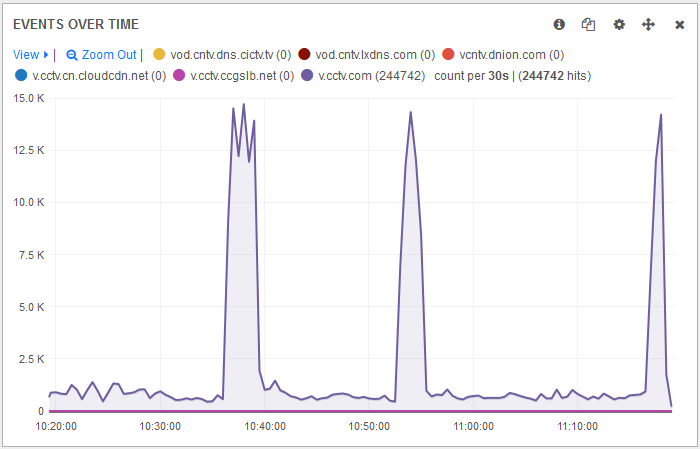 EVENTS OVER TIME
View | Zoom Out | vod.cntv.dns.cictv.tv (0) vod.cntv.lxdns.com (0) vcntv.dnion.com (0)
v.cctv.cn.cloudcdn.net (0) v.cctv.ccgslb.net (0) v.cctv.com (244742) count per 30s | (244742 hits)
15.0 K
15.0 K
12.5 K
10.0 K
7.5 K
5.0 K
2.5 K
0
10:20:00 10:30:00 10:40:00 10:50:00 11:00:00 11:10:00